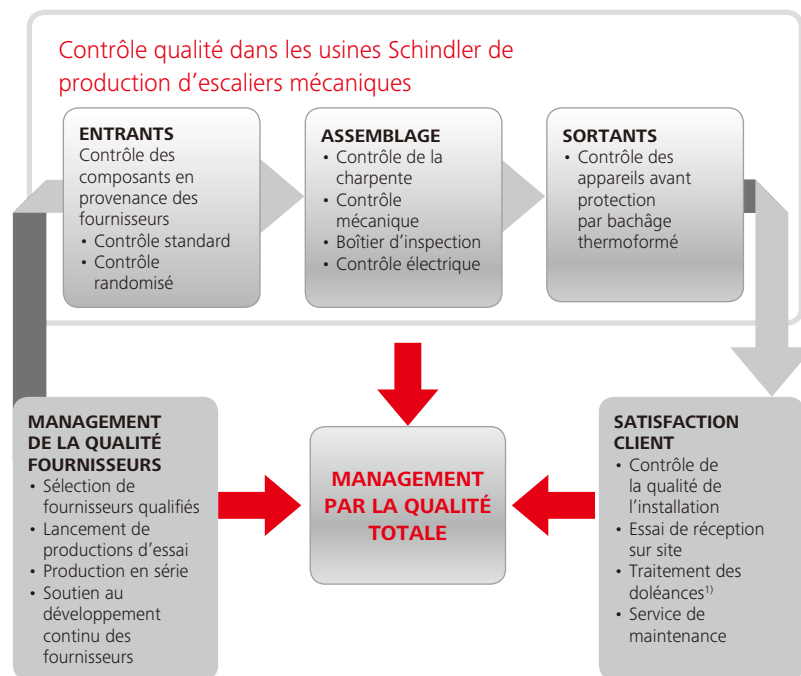 Contrôle qualité dans les usines Schindler de
production d'escaliers mécaniques
ENTRANTS
Contrôle des
composants en
provenance des
fournisseurs
• Contrôle standard
• Contrôle
randomisé
ASSEMBLAGE
• Contrôle de la
charpente
• Contrôle
mécanique
• Boîtier d'inspection
• Contrôle électrique
SORTANTS
• Contrôle des
appareils avant
protection
par bachâge
thermoformé
MANAGEMENT
DE LA QUALITÉ
FOURNISSEURS
• Sélection de
fournisseurs qualifiés
• Lancement de
productions d'essai
• Production en série
• Soutien au
développement
continu des
fournisseurs
MANAGEMENT
PAR LA QUALITÉ
TOTALE
SATISFACTION
CLIENT
• Contrôle de
la qualité de
l'installation
• Essai de réception
sur site
• Traitement des
doléances¹⁾
• Service de
maintenance